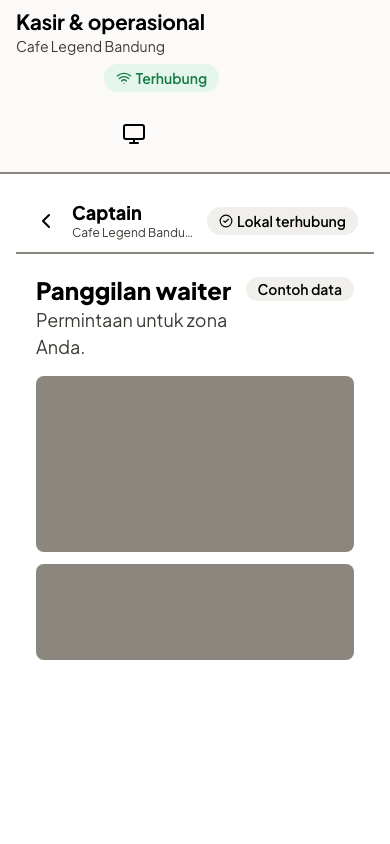 Kasir & operasional
Cafe Legend Bandung
Terhubung
Captain
Cafe Legend Bandu...
Lokal terhubung
Panggilan waiter
Contoh data
Permintaan untuk zona
Anda.